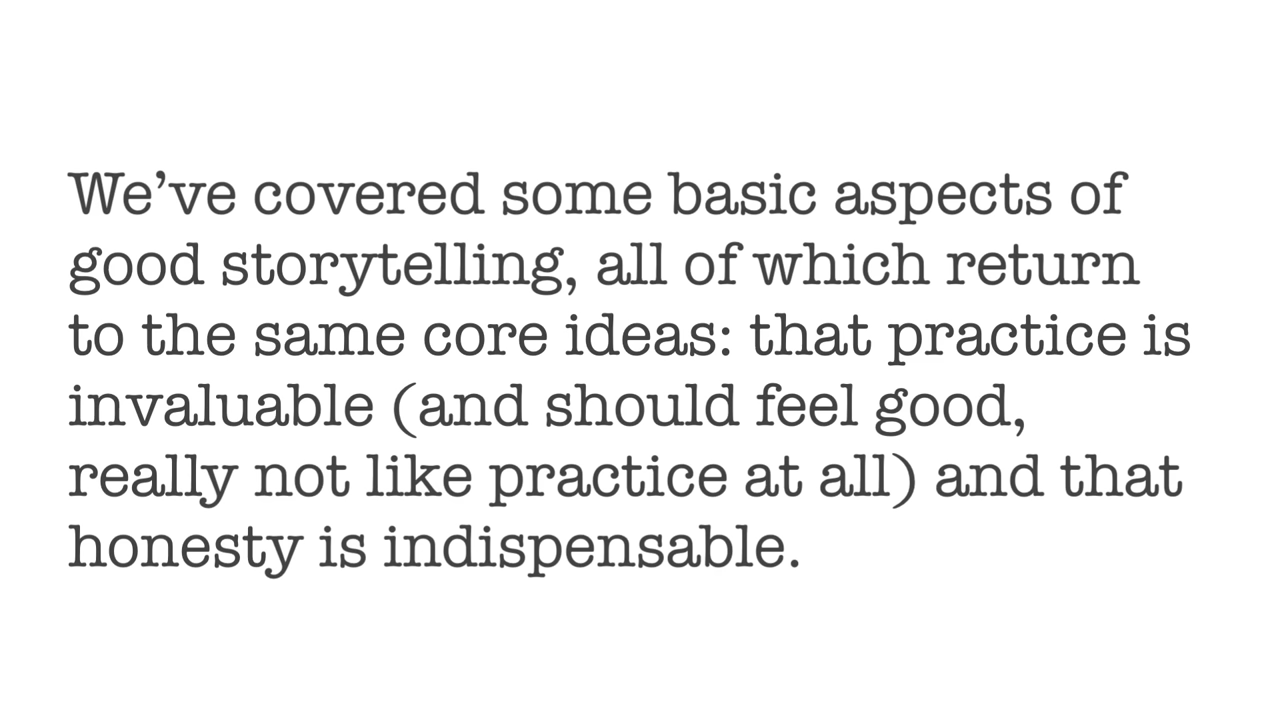 We’ve covered some basic aspects of
good storytelling, all of which return
to the same core ideas: that practice is
invaluable (and should feel good,
really not like practice at all) and that
honesty is indispensable.